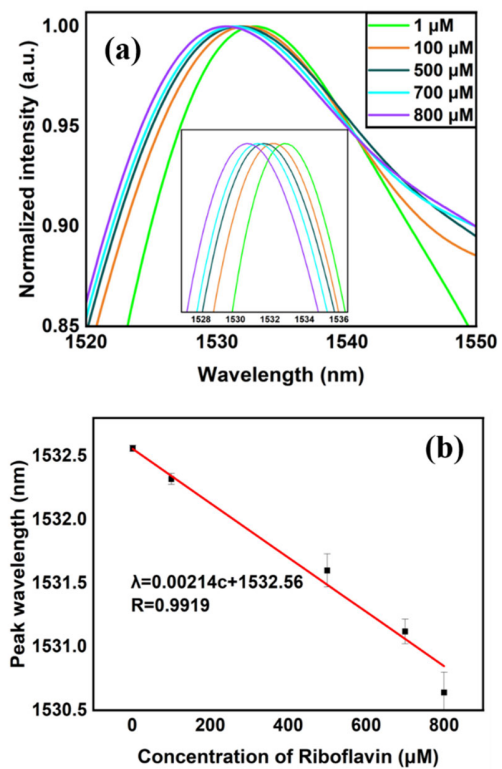 (a)
1 μM
100 μM
500 μM
700 μM
800 μM
Normalized intensity (a.u.)
1.00
0.95
0.90
0.85
1528 1530 1532 1534 1536
1520 1530 1540 1550
Wavelength (nm)
(b)
Peak wavelength (nm)
1532.5
1532.0
1531.5
1531.0
1530.5
λ=0.00214c+1532.56
R=0.9919
0 200 400 600 800
Concentration of Riboflavin (μM)